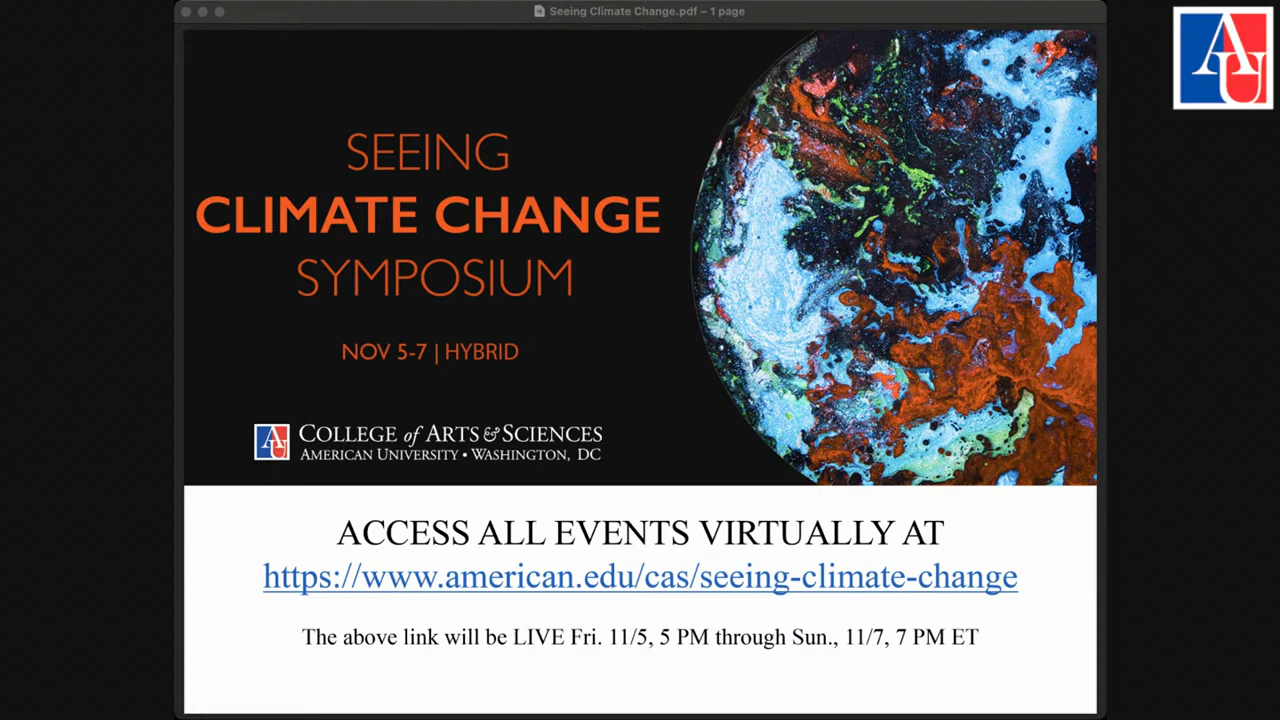 Seeing Climate Change.pdf – 1 page
AU
SEEING
CLIMATE CHANGE
SYMPOSIUM
NOV 5-7 | HYBRID
AU
COLLEGE of ARTS & SCIENCES
AMERICAN UNIVERSITY • WASHINGTON, DC
ACCESS ALL EVENTS VIRTUALLY AT
https://www.american.edu/cas/seeing-climate-change
The above link will be LIVE Fri. 11/5, 5 PM through Sun., 11/7, 7 PM ET